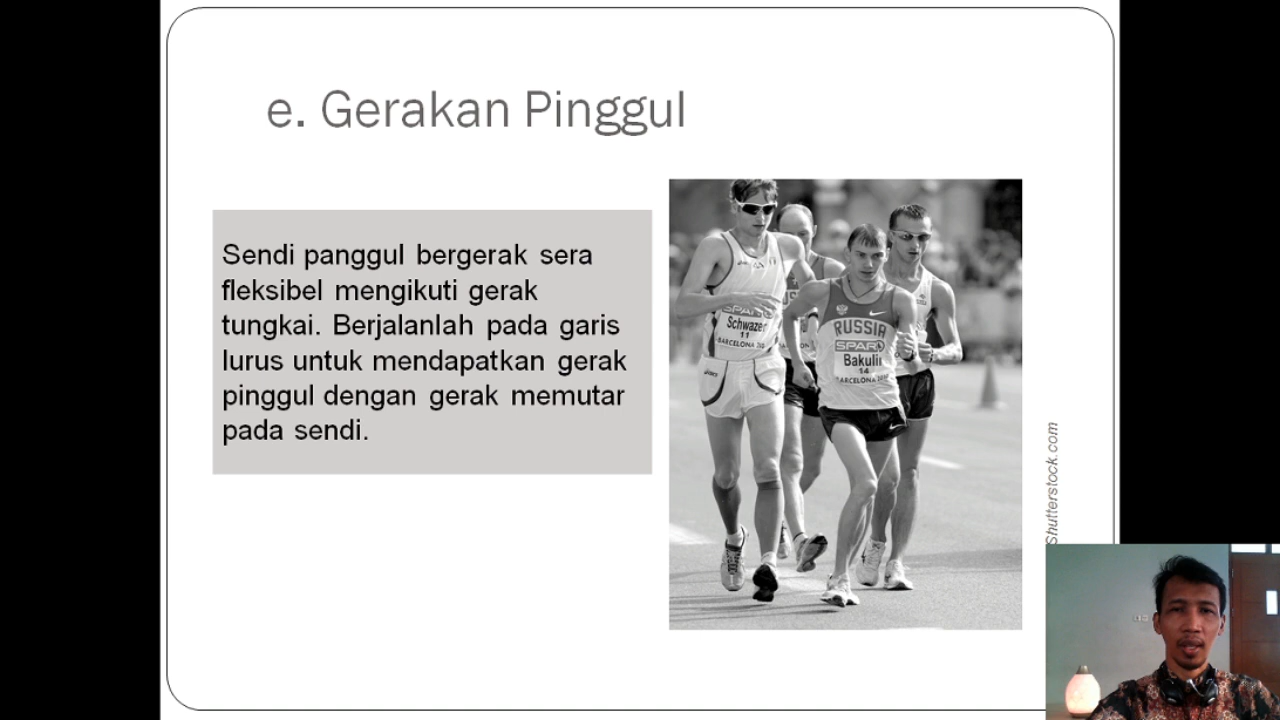 e. Gerakan Pinggul
Sendi panggul bergerak sera
fleksibel mengikuti gerak
tungkai. Berjalanlah pada garis
lurus untuk mendapatkan gerak
pinggul dengan gerak memutar
pada sendi.
Schwazer
11
BARCELONA
RUSSIA
SPAR
Bakulin
14
BARCELONA
Shutterstock.com